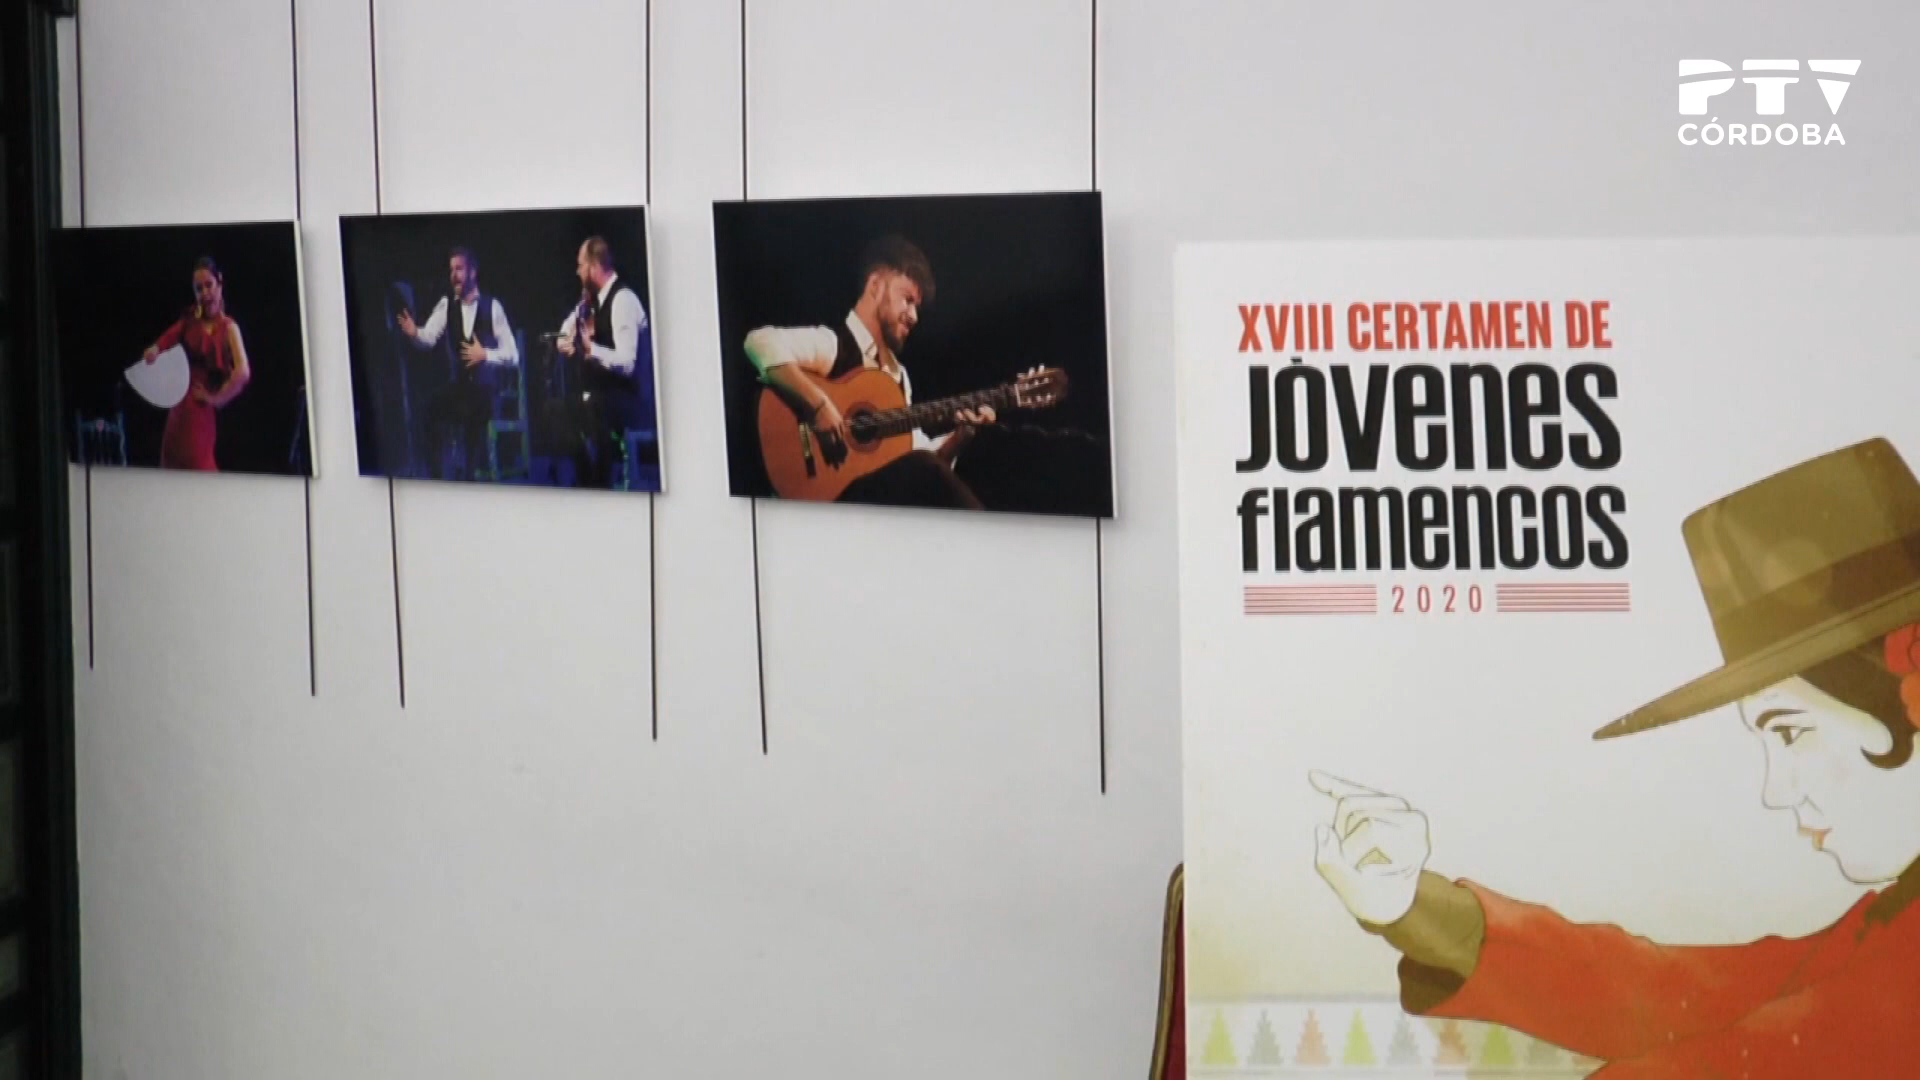 PTV
CÓRDOBA
XVIII CERTAMEN DE
JÓVENES
flamencos
2020